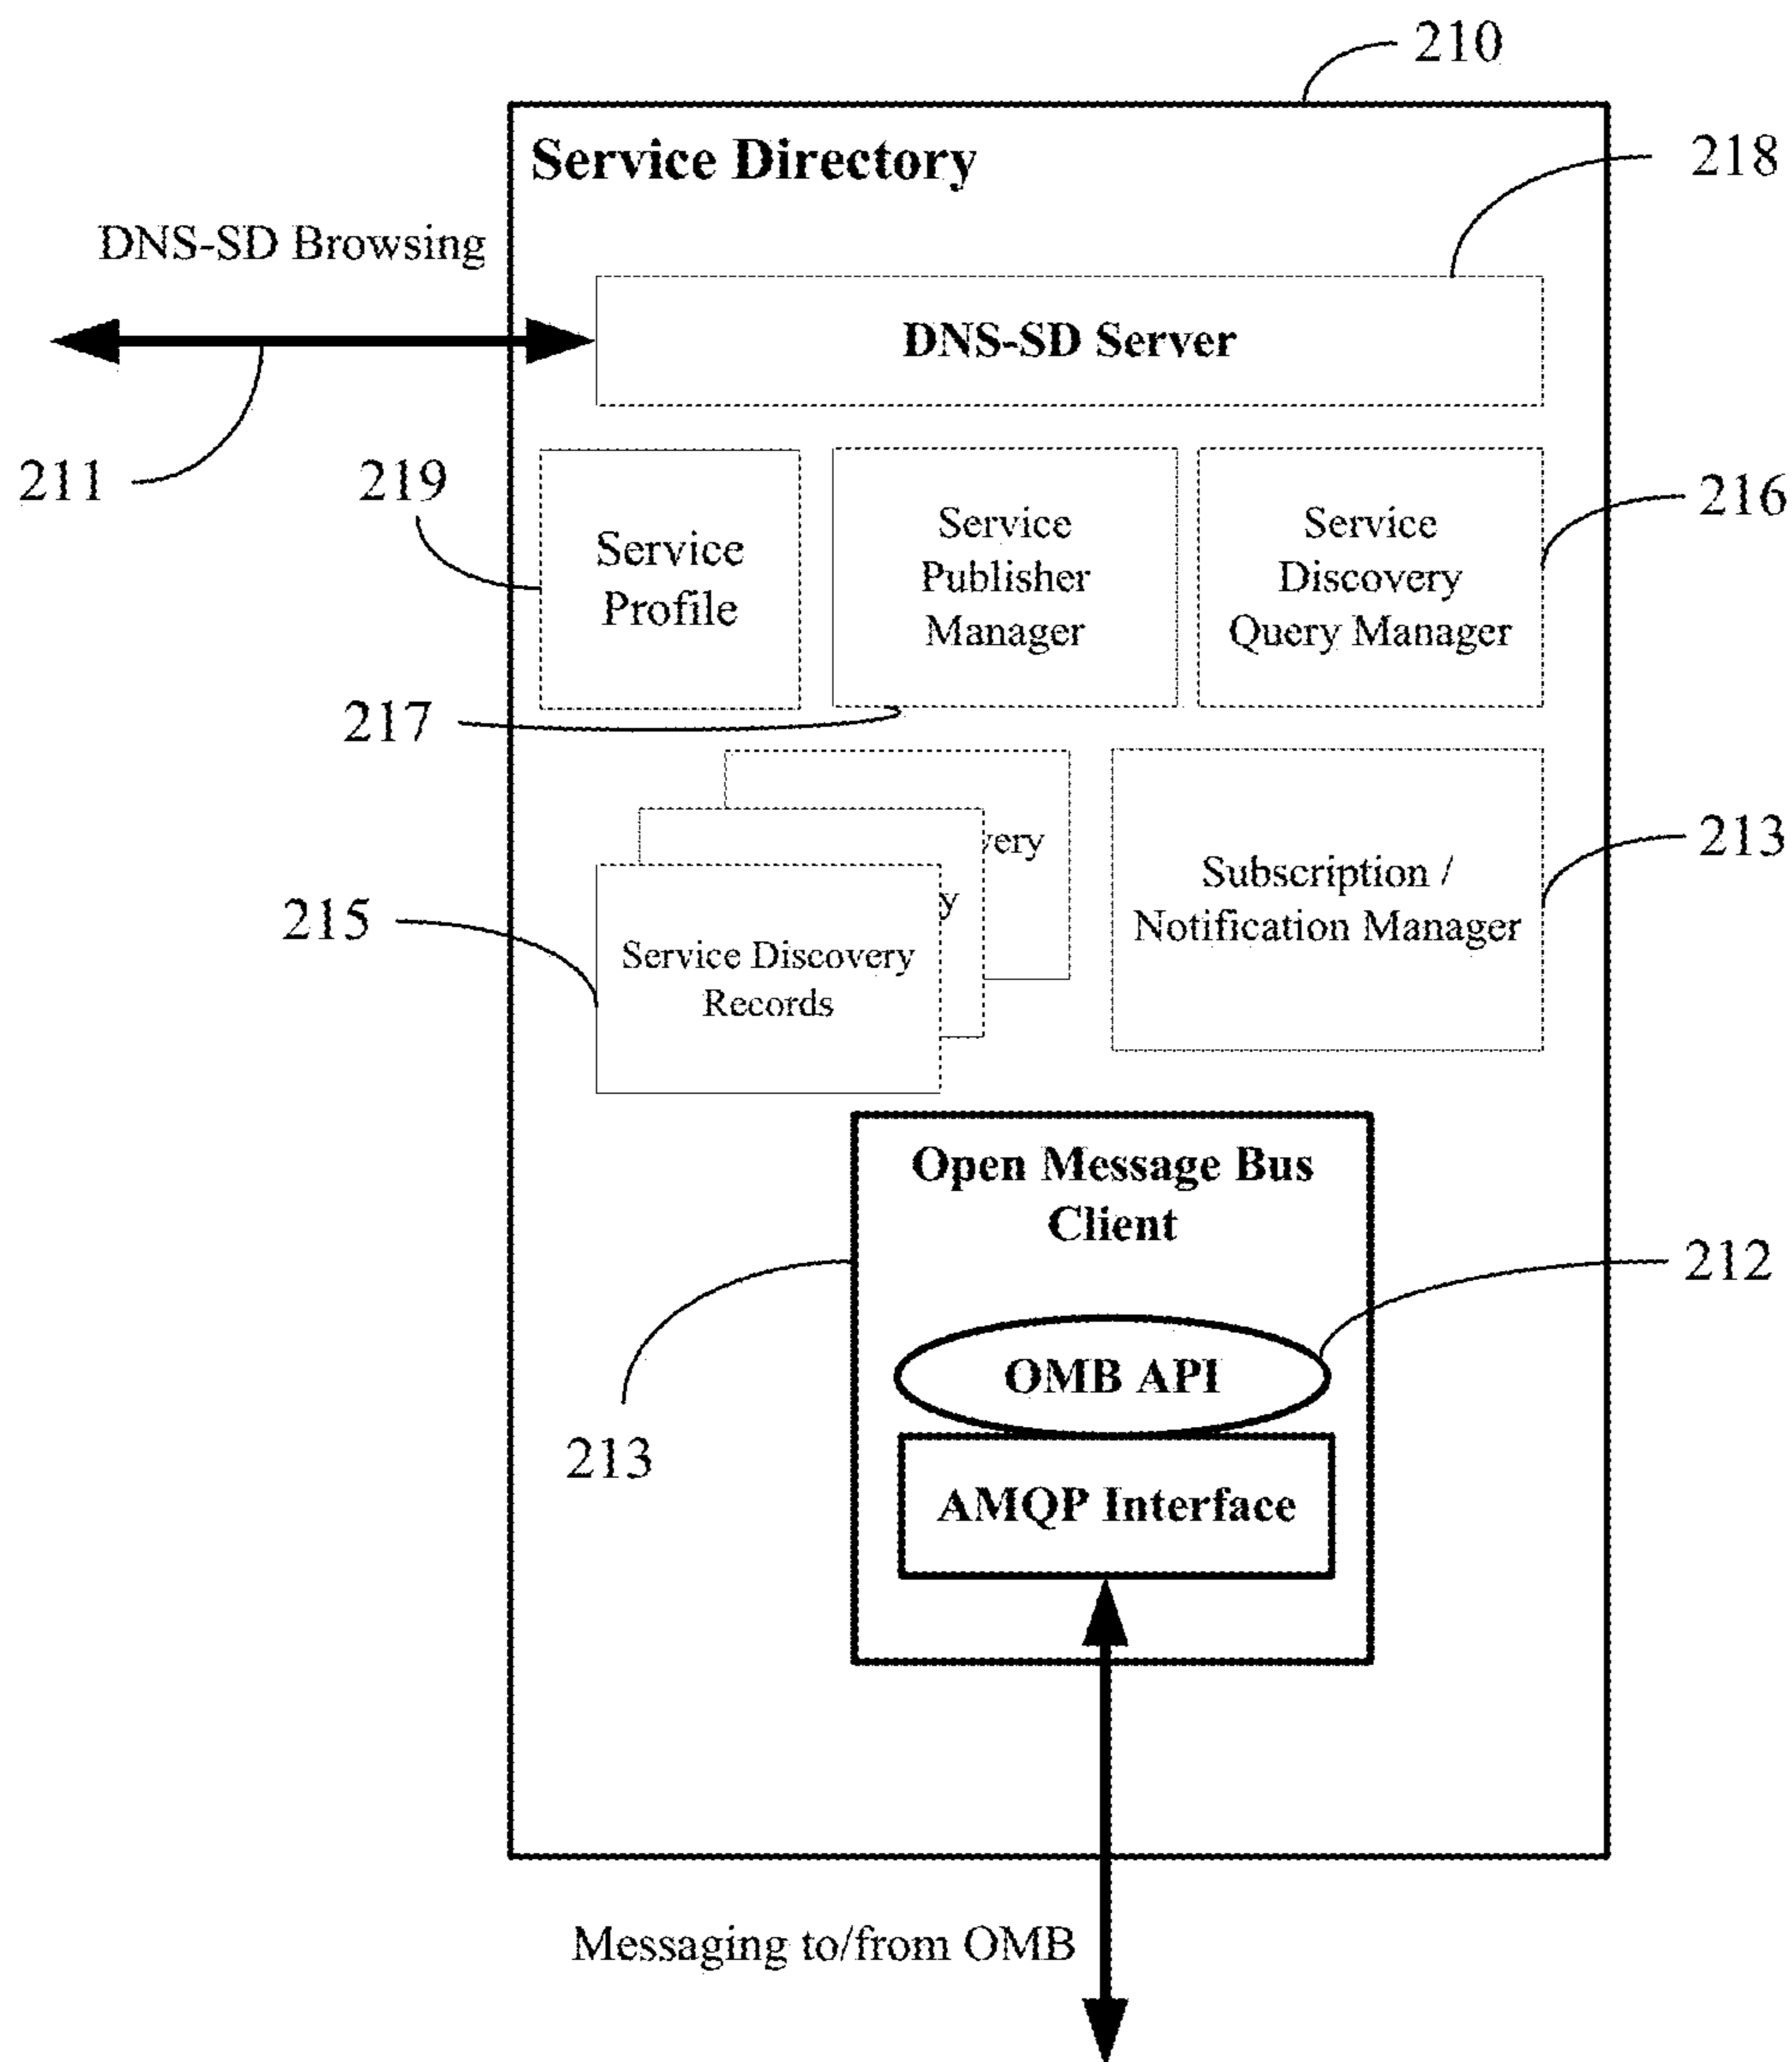 210
Service Directory
218
DNS-SD Browsing
DNS-SD Server
211
219
216
Service
Profile
Service
Publisher
Manager
Service
Discovery
Query Manager
217
very
y
213
Subscription /
Notification Manager
215
Service Discovery
Records
Open Message Bus
Client
212
OMB API
213
AMQP Interface
Messaging to/from OMB